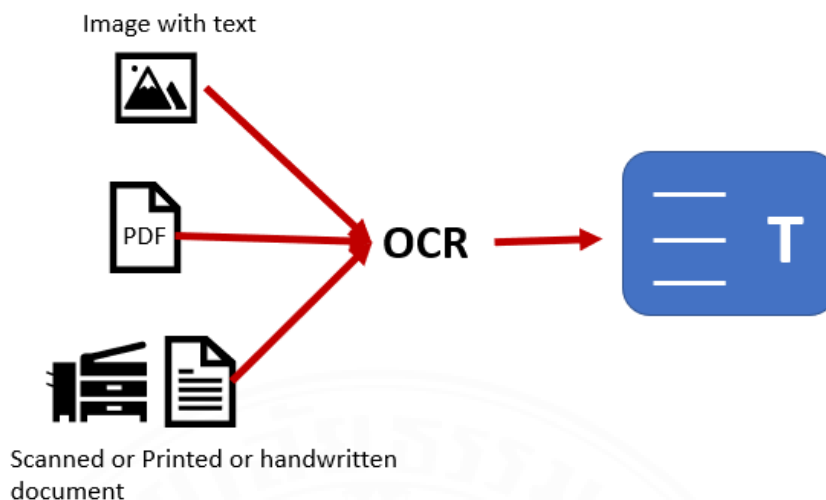 Image with text
PDF
OCR
T
Scanned or Printed or handwritten
document